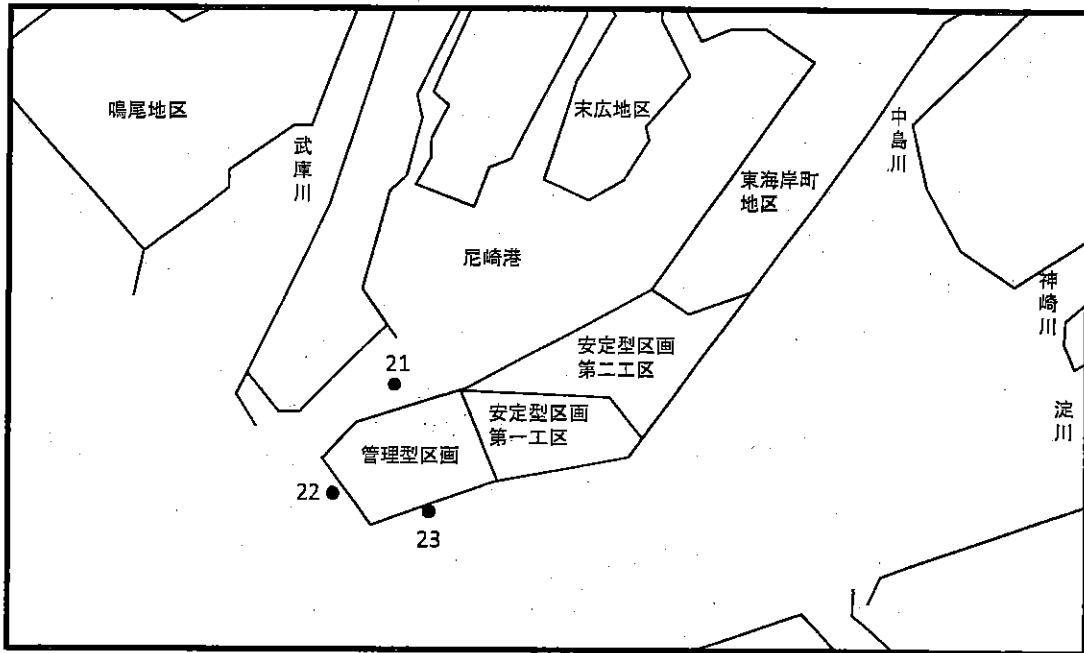 鳴尾地区
武庫川
末広地区
中島川
東海岸町
地区
尼崎港
神崎川
安定型区画
第二工区
21
安定型区画
第一工区
淀川
管理型区画
22
23